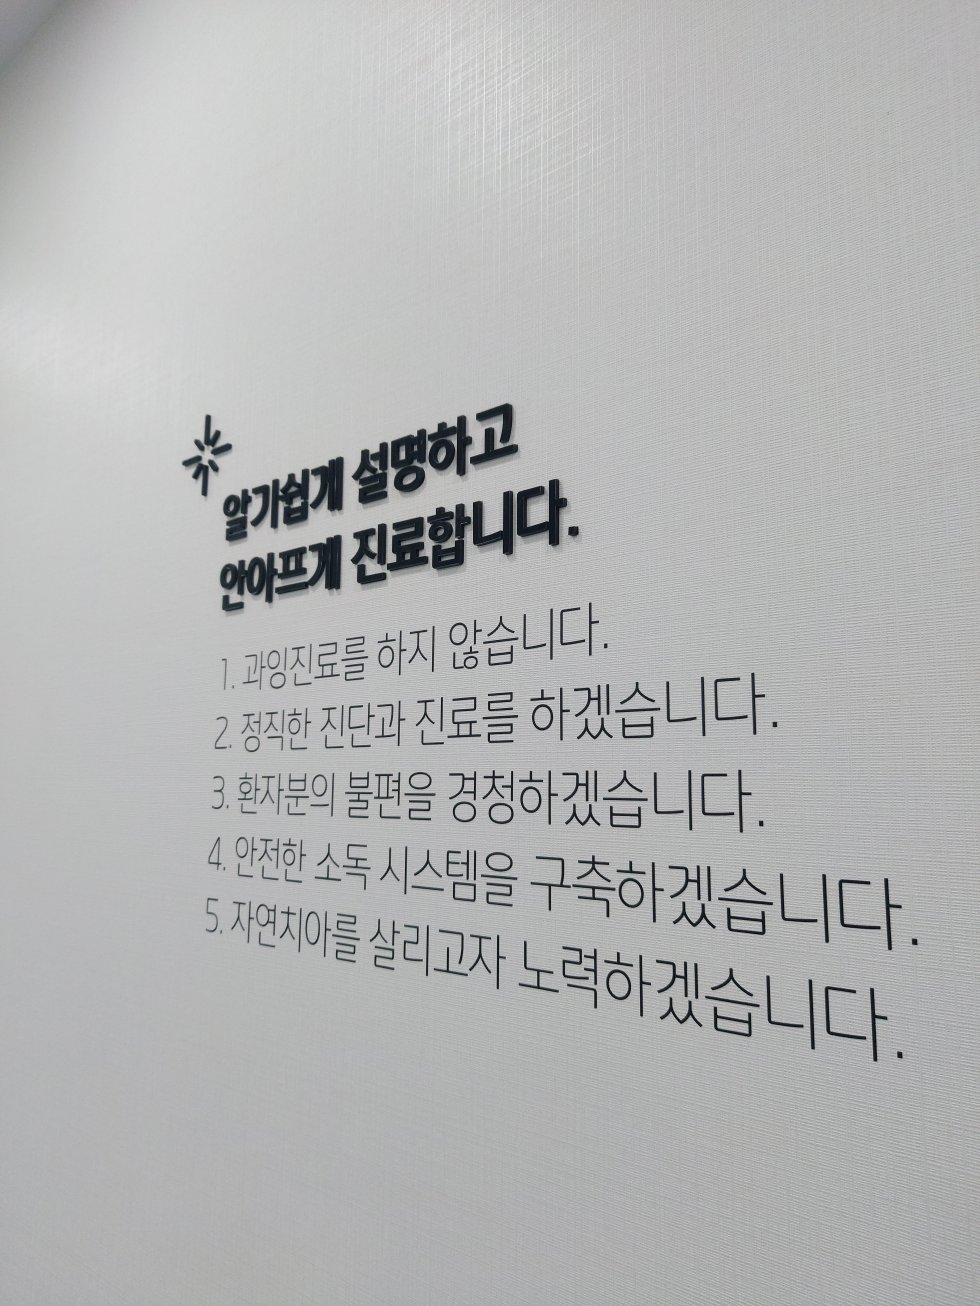 알기쉽게 설명하고
안아프게 진료합니다.
1. 과잉진료를 하지 않습니다.
2. 정직한 진단과 진료를 하겠습니다.
3. 환자분의 불편을 경청하겠습니다.
4. 안전한 소독 시스템을 구축하겠습니다.
5. 자연치아를 살리고자 노력하겠습니다.